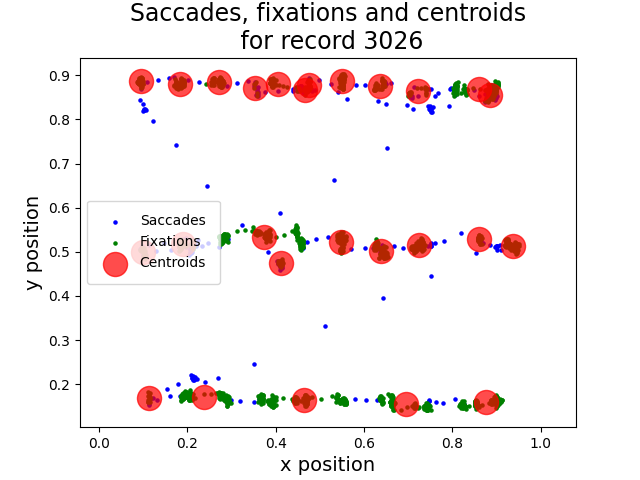 Saccades, fixations and centroids
for record 3026
y position
0.9
0.8
0.7
0.6
0.5
0.4
0.3
0.2
Saccades
Fixations
Centroids
0.0 0.2 0.4 0.6 0.8 1.0
x position